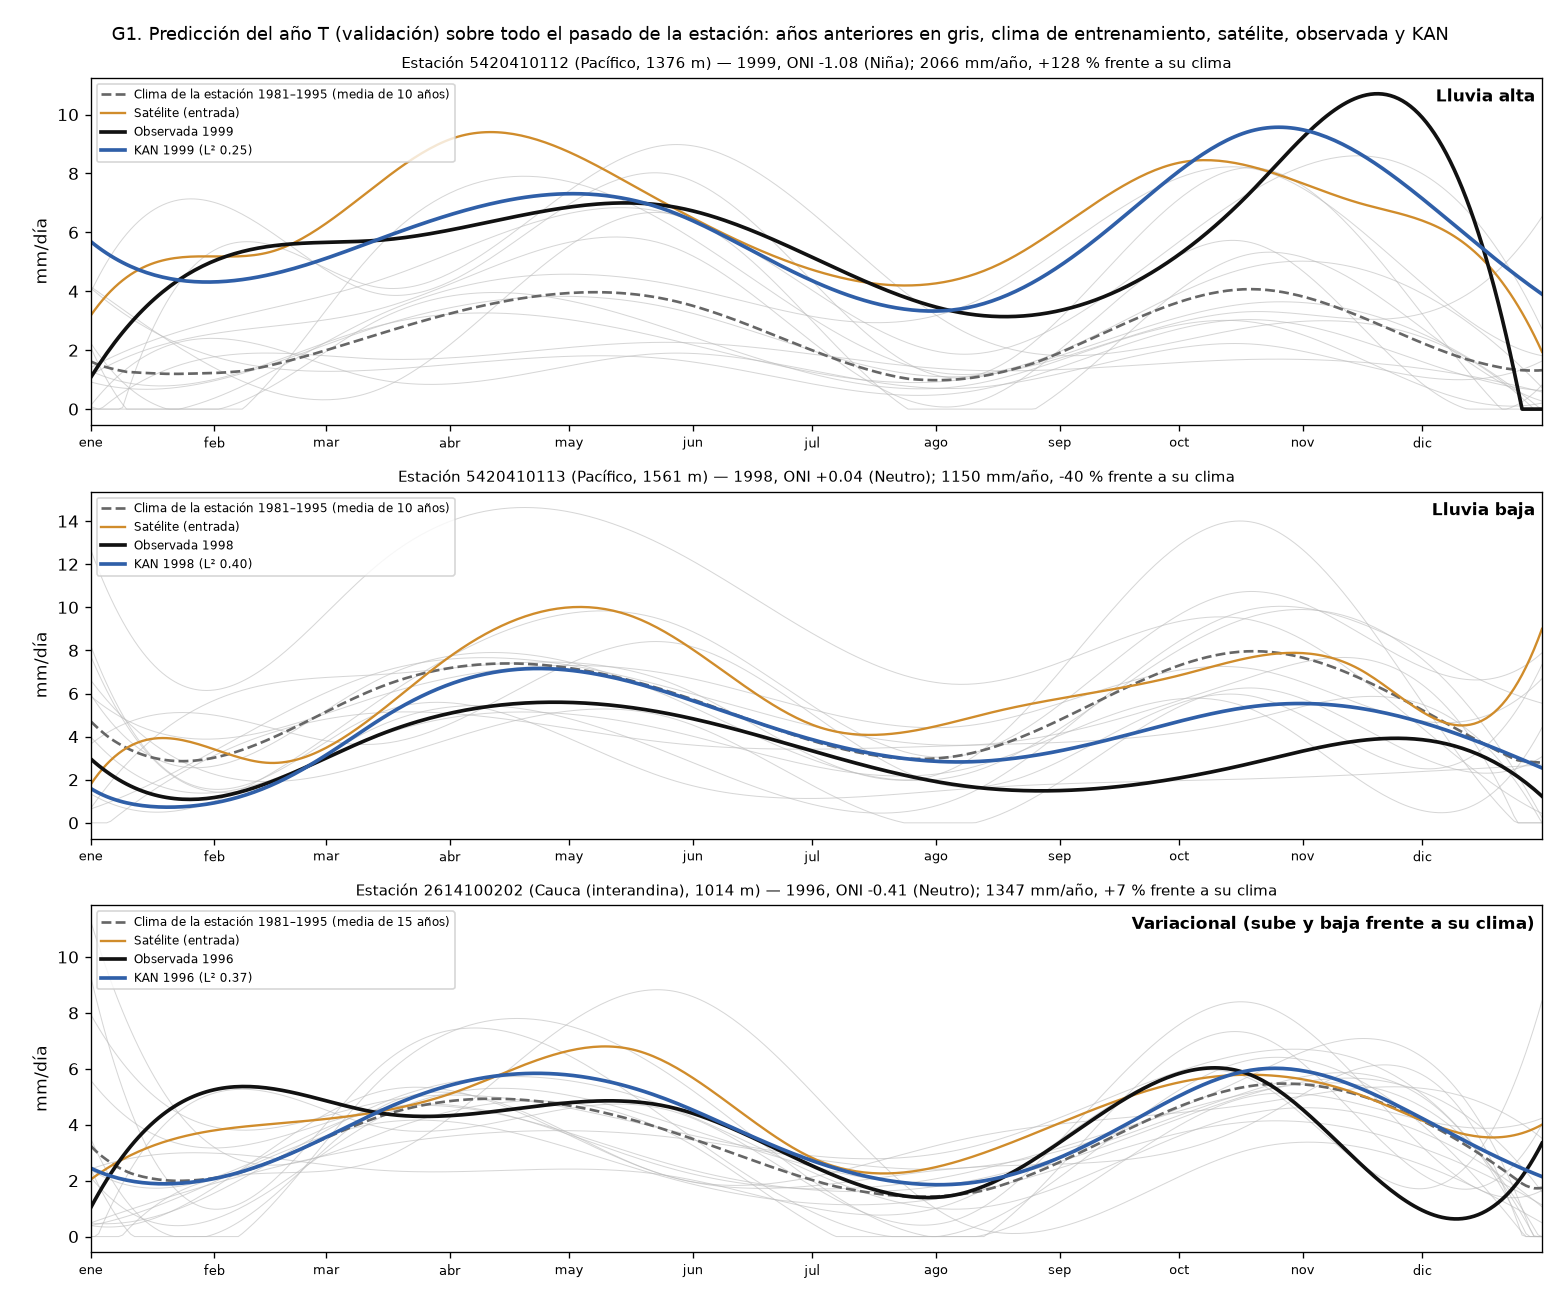 G1. Predicción del año T (validación) sobre todo el pasado de la estación: años anteriores en gris, clima de entrenamiento, satélite, observada y KAN
Estación 5420410112 (Pacífico, 1376 m) — 1999, ONI -1.08 (Niña); 2066 mm/año, +128 % frente a su clima
Clima de la estación 1981–1995 (media de 10 años)
Satélite (entrada)
Observada 1999
KAN 1999 (L² 0.25)
Lluvia alta
mm/día
10
8
6
4
2
0
ene feb mar abr may jun jul ago sep oct nov dic
Estación 5420410113 (Pacífico, 1561 m) — 1998, ONI +0.04 (Neutro); 1150 mm/año, -40 % frente a su clima
Clima de la estación 1981–1995 (media de 10 años)
Satélite (entrada)
Observada 1998
KAN 1998 (L² 0.40)
Lluvia baja
mm/día
14
12
10
8
6
4
2
0
ene feb mar abr may jun jul ago sep oct nov dic
Estación 2614100202 (Cauca (interandina), 1014 m) — 1996, ONI -0.41 (Neutro); 1347 mm/año, +7 % frente a su clima
Clima de la estación 1981–1995 (media de 15 años)
Satélite (entrada)
Observada 1996
KAN 1996 (L² 0.37)
Variacional (sube y baja frente a su clima)
mm/día
10
8
6
4
2
0
ene feb mar abr may jun jul ago sep oct nov dic